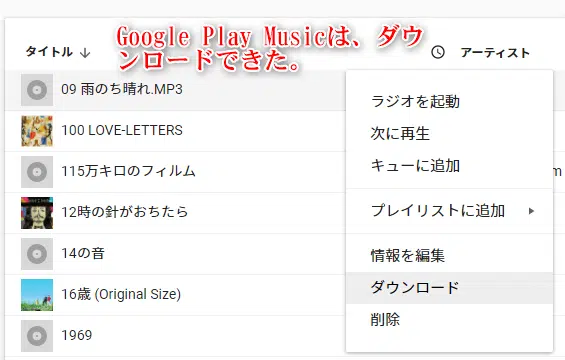 Google Play Musicは、ダウ
ンロードできた。
タイトル ↓
アーティスト
09 雨のち晴れ.MP3
100 LOVE-LETTERS
115万キロのフィルム
12時の針がおちたら
14の音
16歳 (Original Size)
1969
ラジオを起動
次に再生
キューに追加
プレイリストに追加
情報を編集
ダウンロード
削除
m